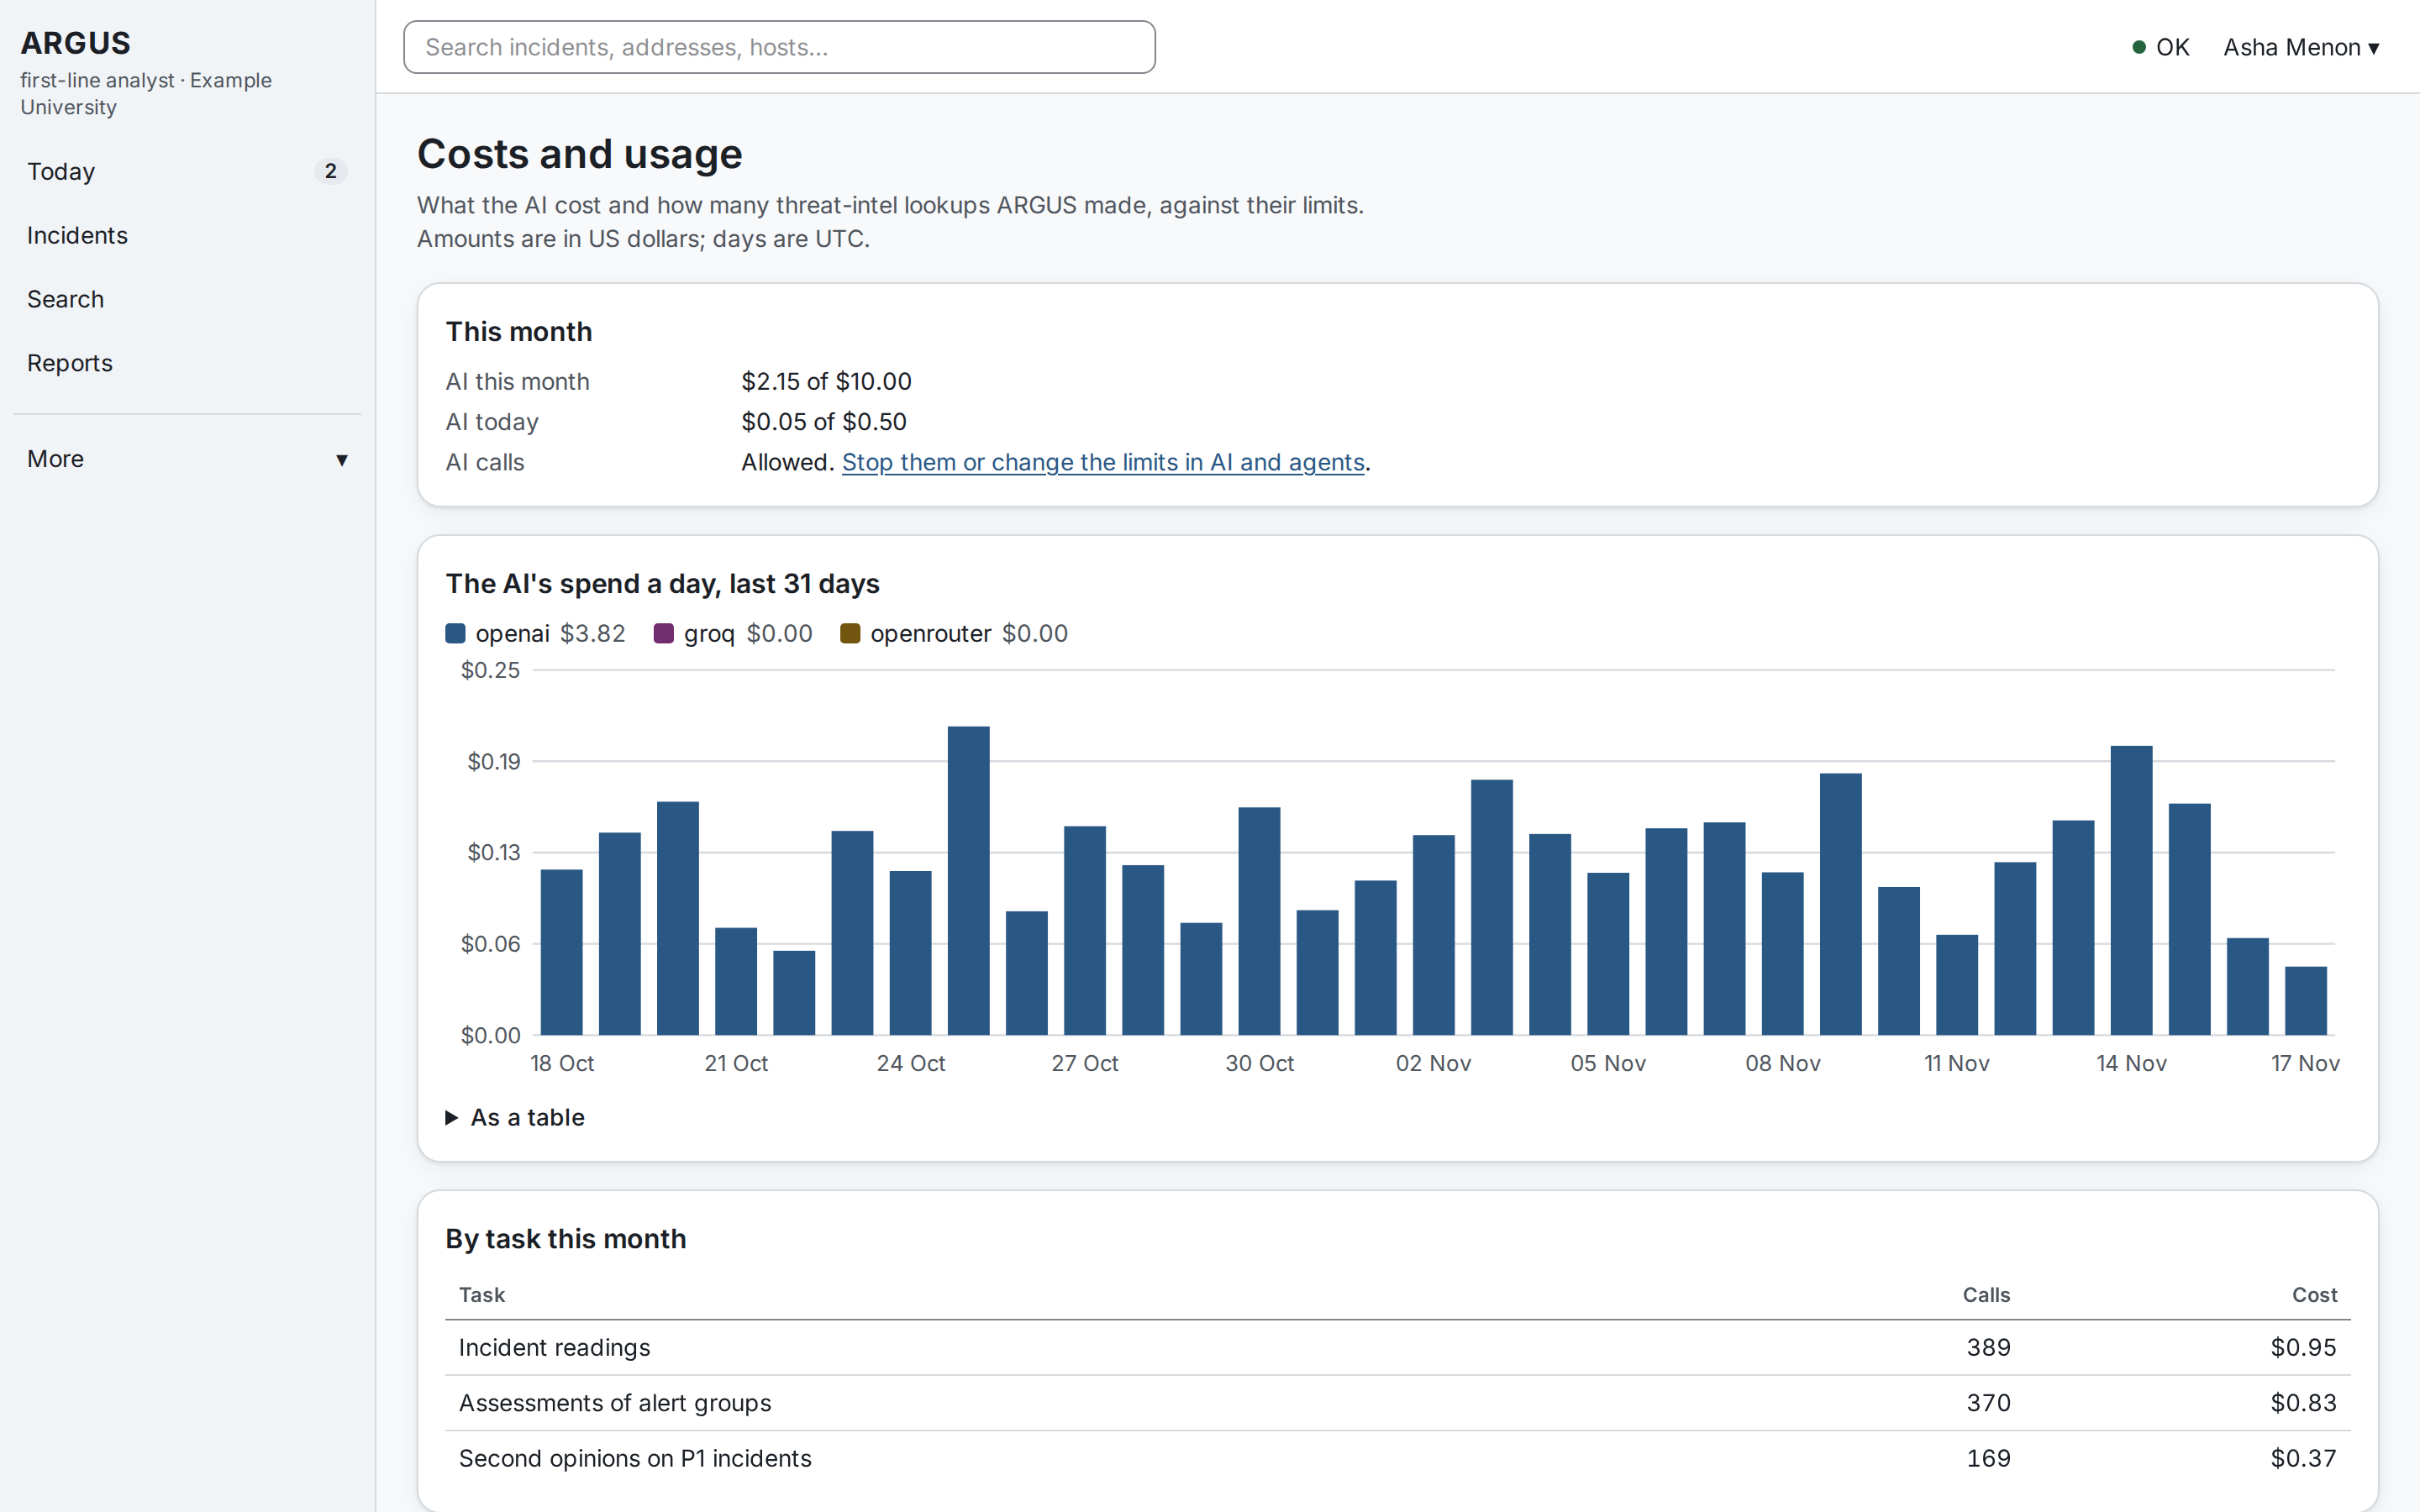 ARGUS
first-line analyst · Example
University
Today 2
Incidents
Search
Reports
More ▾
Search incidents, addresses, hosts...
OK
Asha Menon ▾
Costs and usage
What the AI cost and how many threat-intel lookups ARGUS made, against their limits.
Amounts are in US dollars; days are UTC.
This month
AI this month $2.15 of $10.00
AI today $0.05 of $0.50
AI calls Allowed. Stop them or change the limits in AI and agents.
The AI's spend a day, last 31 days
openai $3.82 groq $0.00 openrouter $0.00
$0.25
$0.19
$0.13
$0.06
$0.00
18 Oct 21 Oct 24 Oct 27 Oct 30 Oct 02 Nov 05 Nov 08 Nov 11 Nov 14 Nov 17 Nov
▶ As a table
By task this month
Task Calls Cost
Incident readings 389 $0.95
Assessments of alert groups 370 $0.83
Second opinions on P1 incidents 169 $0.37